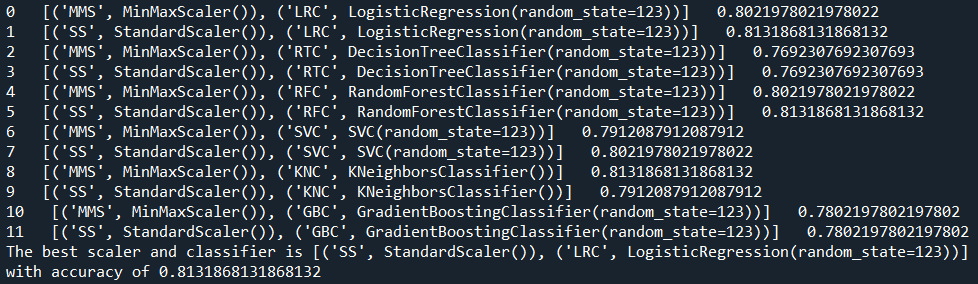 0 [('MMS', MinMaxScaler()), ('LRC', LogisticRegression(random_state=123))] 0.8021978021978022
1 [('SS', StandardScaler()), ('LRC', LogisticRegression(random_state=123))] 0.8131868131868132
2 [('MMS', MinMaxScaler()), ('RTC', DecisionTreeClassifier(random_state=123))] 0.7692307692307693
3 [('SS', StandardScaler()), ('RTC', DecisionTreeClassifier(random_state=123))] 0.7692307692307693
4 [('MMS', MinMaxScaler()), ('RFC', RandomForestClassifier(random_state=123))] 0.8021978021978022
5 [('SS', StandardScaler()), ('RFC', RandomForestClassifier(random_state=123))] 0.8131868131868132
6 [('MMS', MinMaxScaler()), ('SVC', SVC(random_state=123))] 0.7912087912087912
7 [('SS', StandardScaler()), ('SVC', SVC(random_state=123))] 0.8021978021978022
8 [('MMS', MinMaxScaler()), ('KNC', KNeighborsClassifier())] 0.8131868131868132
9 [('SS', StandardScaler()), ('KNC', KNeighborsClassifier())] 0.7912087912087912
10 [('MMS', MinMaxScaler()), ('GBC', GradientBoostingClassifier(random_state=123))] 0.7802197802197802
11 [('SS', StandardScaler()), ('GBC', GradientBoostingClassifier(random_state=123))] 0.7802197802197802
The best scaler and classifier is [('SS', StandardScaler()), ('LRC', LogisticRegression(random_state=123))]
with accuracy of 0.8131868131868132